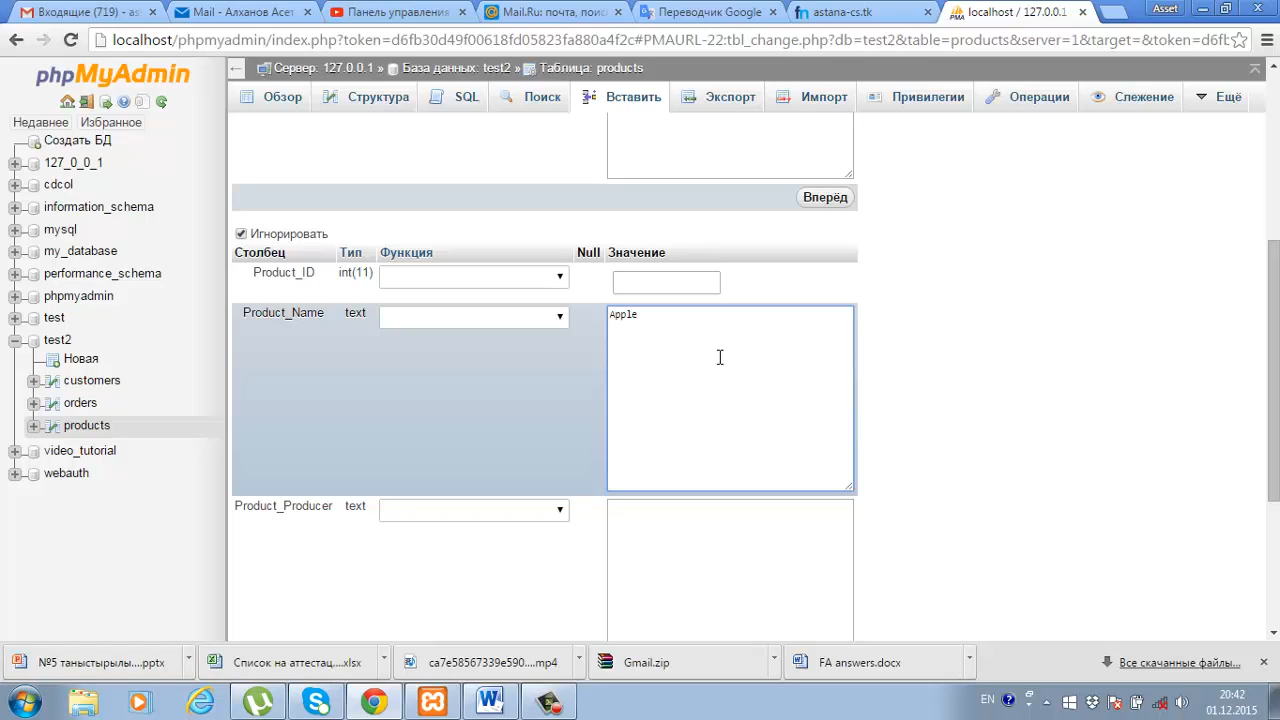 Входящие (719) - as
Mail - Алханов Асет
Панель управления
Mail.Ru: почта, поис
Переводчик Google
astana-cs.tk
localhost / 127.0.0.1
Asset
localhost/phpmyadmin/index.php?token=d6fb30d49f00618fd05823fa880a4f2c#PMAURL-22:tbl_change.php?db=test2&table=products&server=1&target=&token=d6fb
phpMyAdmin
Недавнее Избранное
Создать БД
127_0_0_1
cdcol
information_schema
mysql
my_database
performance_schema
phpmyadmin
test
test2
Новая
customers
orders
products
video_tutorial
webauth
Сервер: 127.0.0.1 » База данных: test2 » Таблица: products
Обзор Структура SQL Поиск Вставить Экспорт Импорт Привилегии Операции Слежение Ещё
Вперёд
Игнорировать
Столбец Тип Функция Null Значение
Product_ID int(11)
Product_Name text Apple
Product_Producer text
№5 таныстырылы....pptx
Список на аттестац....xlsx
ca7e58567339e590....mp4
Gmail.zip
FA answers.docx
Все скачанные файлы...
EN
20:42
01.12.2015